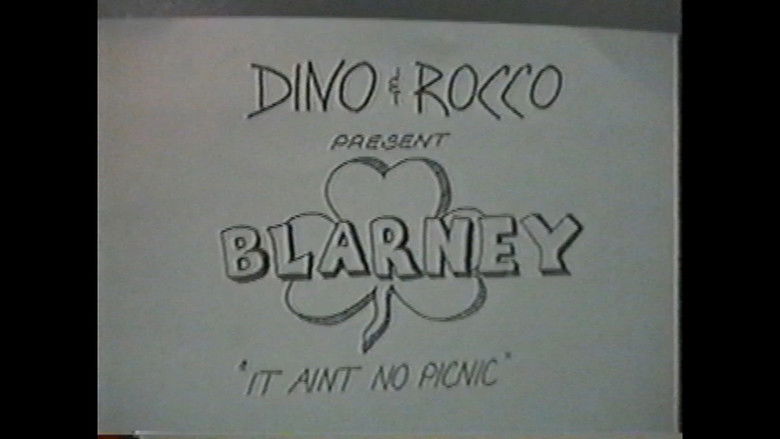 DINO & ROCCO
PRESENT
BLARNEY
"IT AINT NO PICNIC"